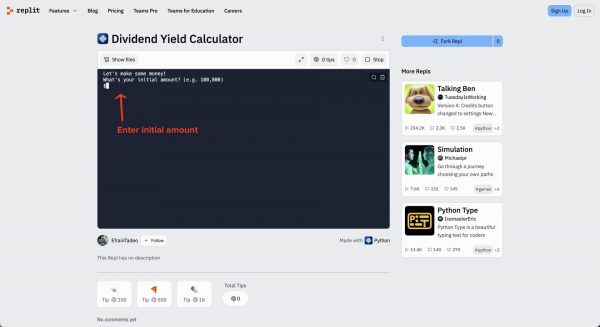 replit
Features
Blog
Pricing
Teams Pro
Teams for Education
Careers
Sign Up
Log In
Dividend Yield Calculator
Show files
0 tips
0
Stop
Let's make some money!
What's your initial amount? (e.g. 100,000)
$
Enter initial amount
EfrainTadeo
+ Follow
Made with Python
This Repl has no description
Tip 100
Tip 500
Tip 1K
Total Tips
0
No comments yet
Fork Repl
0
More Repls
Talking Ben
TuesdayIsWorking
Version 4: Credits button
changed to settings New...
234.2K
2.3K
2.5K
#python
+2
Simulation
Michaelpr
Go through a journey
choosing your own paths
7.6K
152
145
#games
+4
Python Type
IcemasterEric
Python Type is a beautiful
typing test for coders
13.4K
140
270
#python
+2